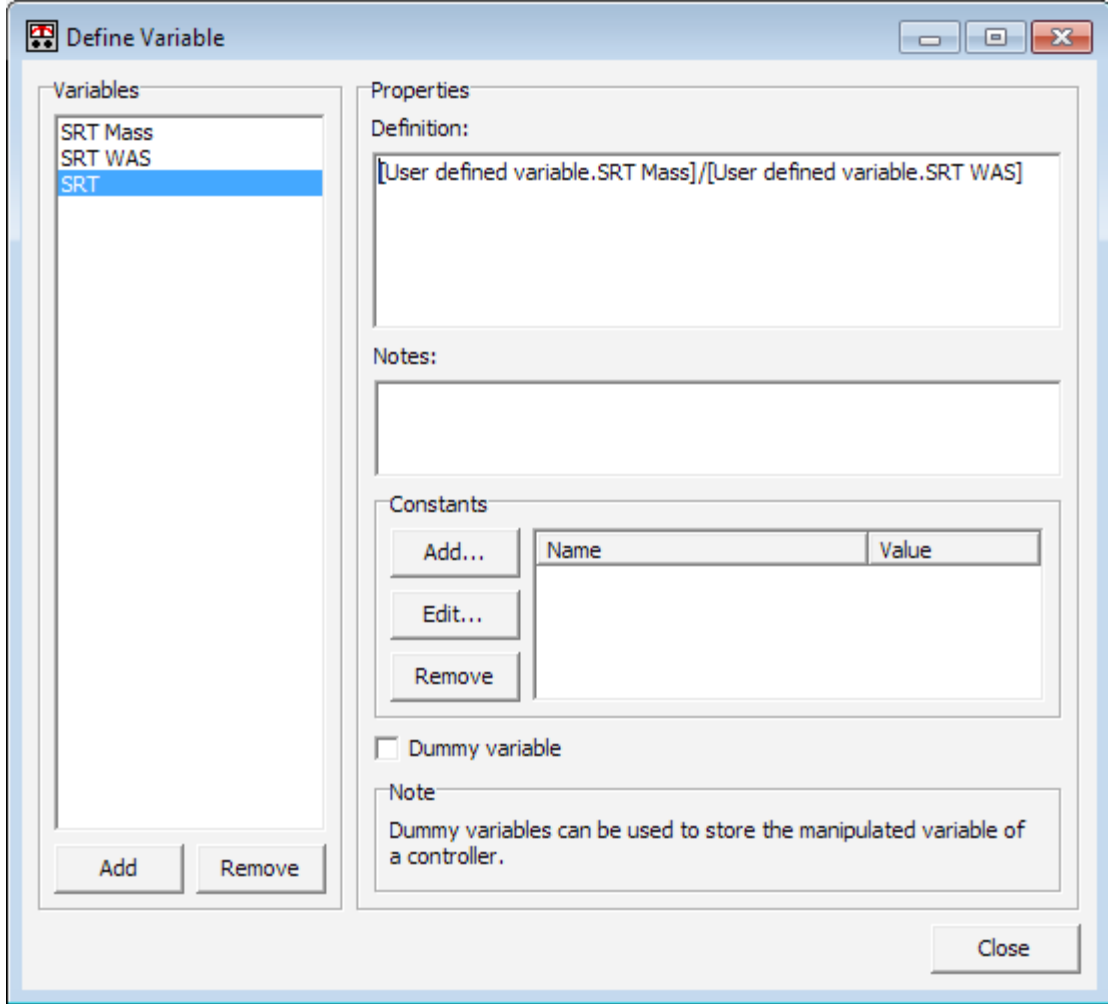 Define Variable
Variables
SRT Mass
SRT WAS
SRT
Add
Remove
Properties
Definition:
[User defined variable.SRT Mass]/[User defined variable.SRT WAS]
Notes:
Constants
Add...
Edit...
Remove
Name
Value
Dummy variable
Note
Dummy variables can be used to store the manipulated variable of
a controller.
Close